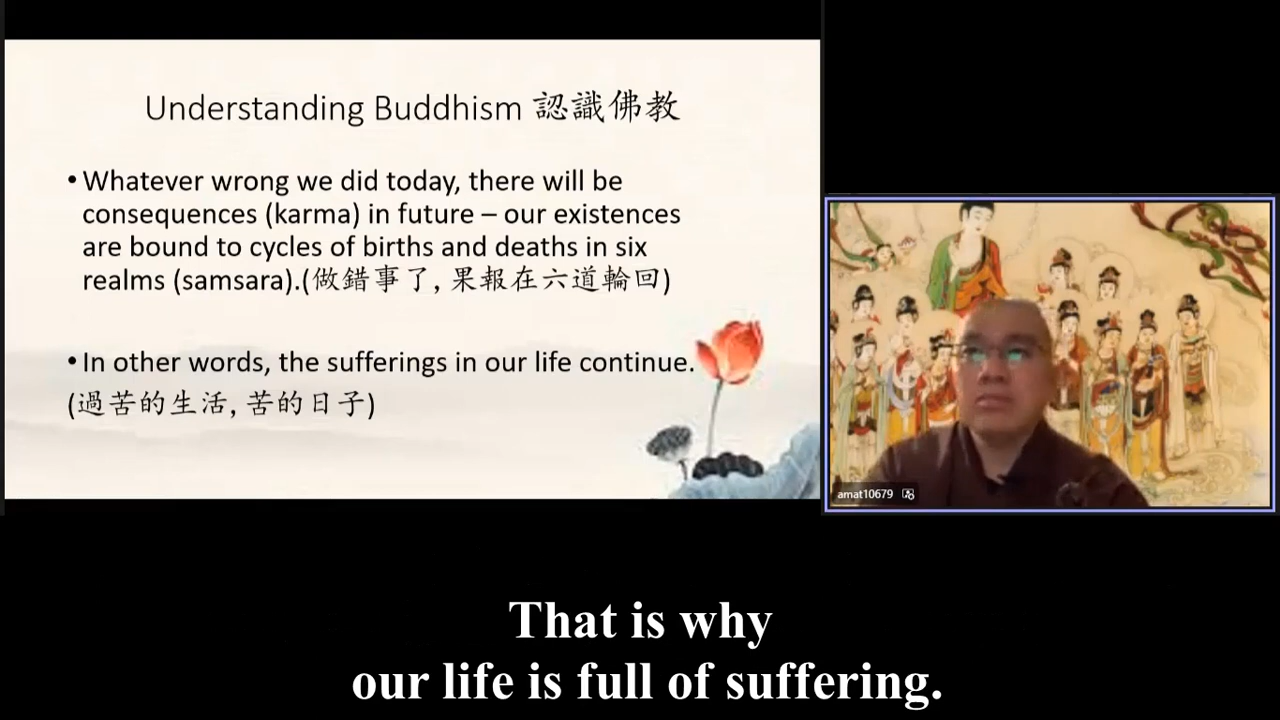 Understanding Buddhism 認識佛教
• Whatever wrong we did today, there will be
consequences (karma) in future – our existences
are bound to cycles of births and deaths in six
realms (samsara).(做錯事了, 果報在六道輪回)
• In other words, the sufferings in our life continue.
(過苦的生活, 苦的日子)
amat10679
That is why
our life is full of suffering.